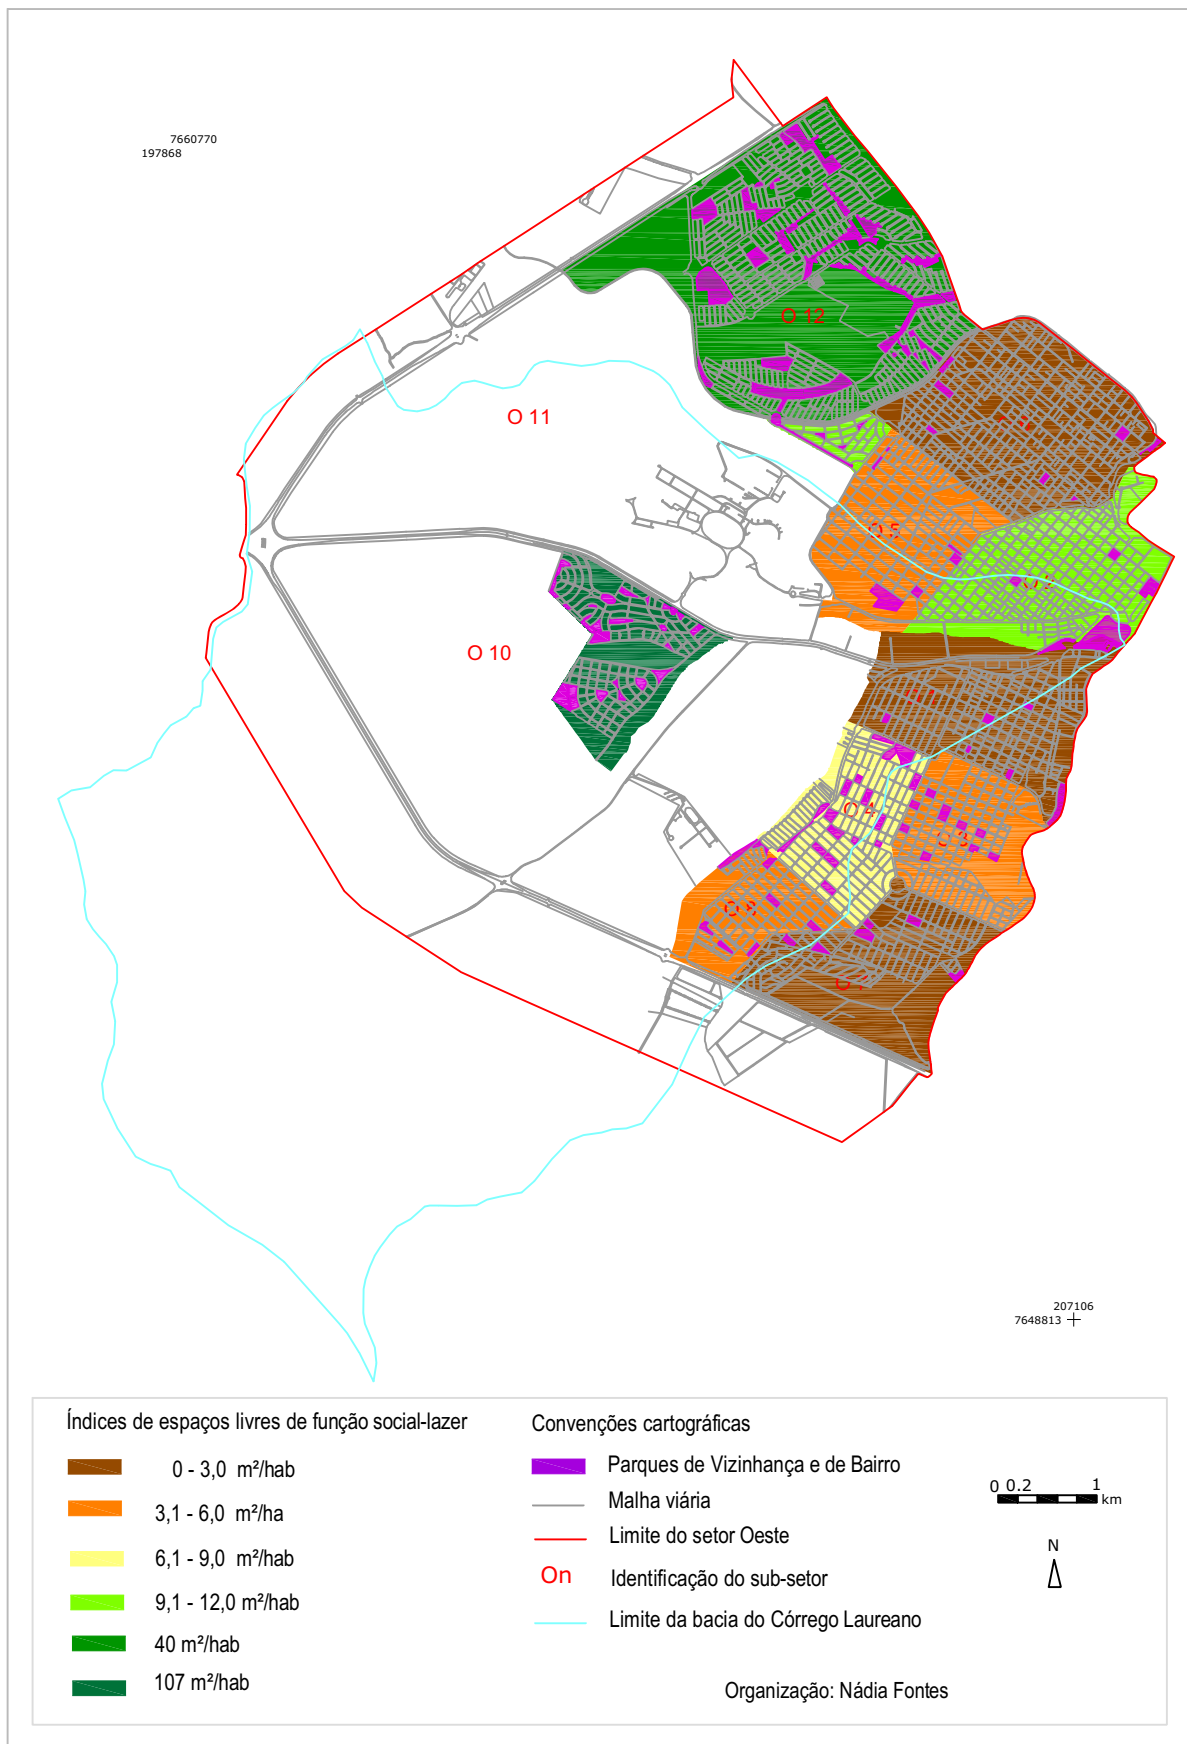 7660770
197868
O 12
O 11
O 5
O 10
O 4
O 3
O 8
207106
7648813
Índices de espaços livres de função social-lazer
0 - 3,0 m²/hab
3,1 - 6,0 m²/ha
6,1 - 9,0 m²/hab
9,1 - 12,0 m²/hab
40 m²/hab
107 m²/hab
Convenções cartográficas
Parques de Vizinhança e de Bairro
Malha viária
Limite do setor Oeste
On Identificação do sub-setor
Limite da bacia do Córrego Laureano
0 0.2 1
km
N
Organização: Nádia Fontes